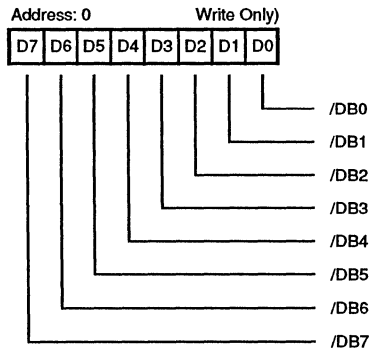 Address: 0 Write Only)
D7 D6 D5 D4 D3 D2 D1 D0
/DB0
/DB1
/DB2
/DB3
/DB4
/DB5
/DB6
/DB7